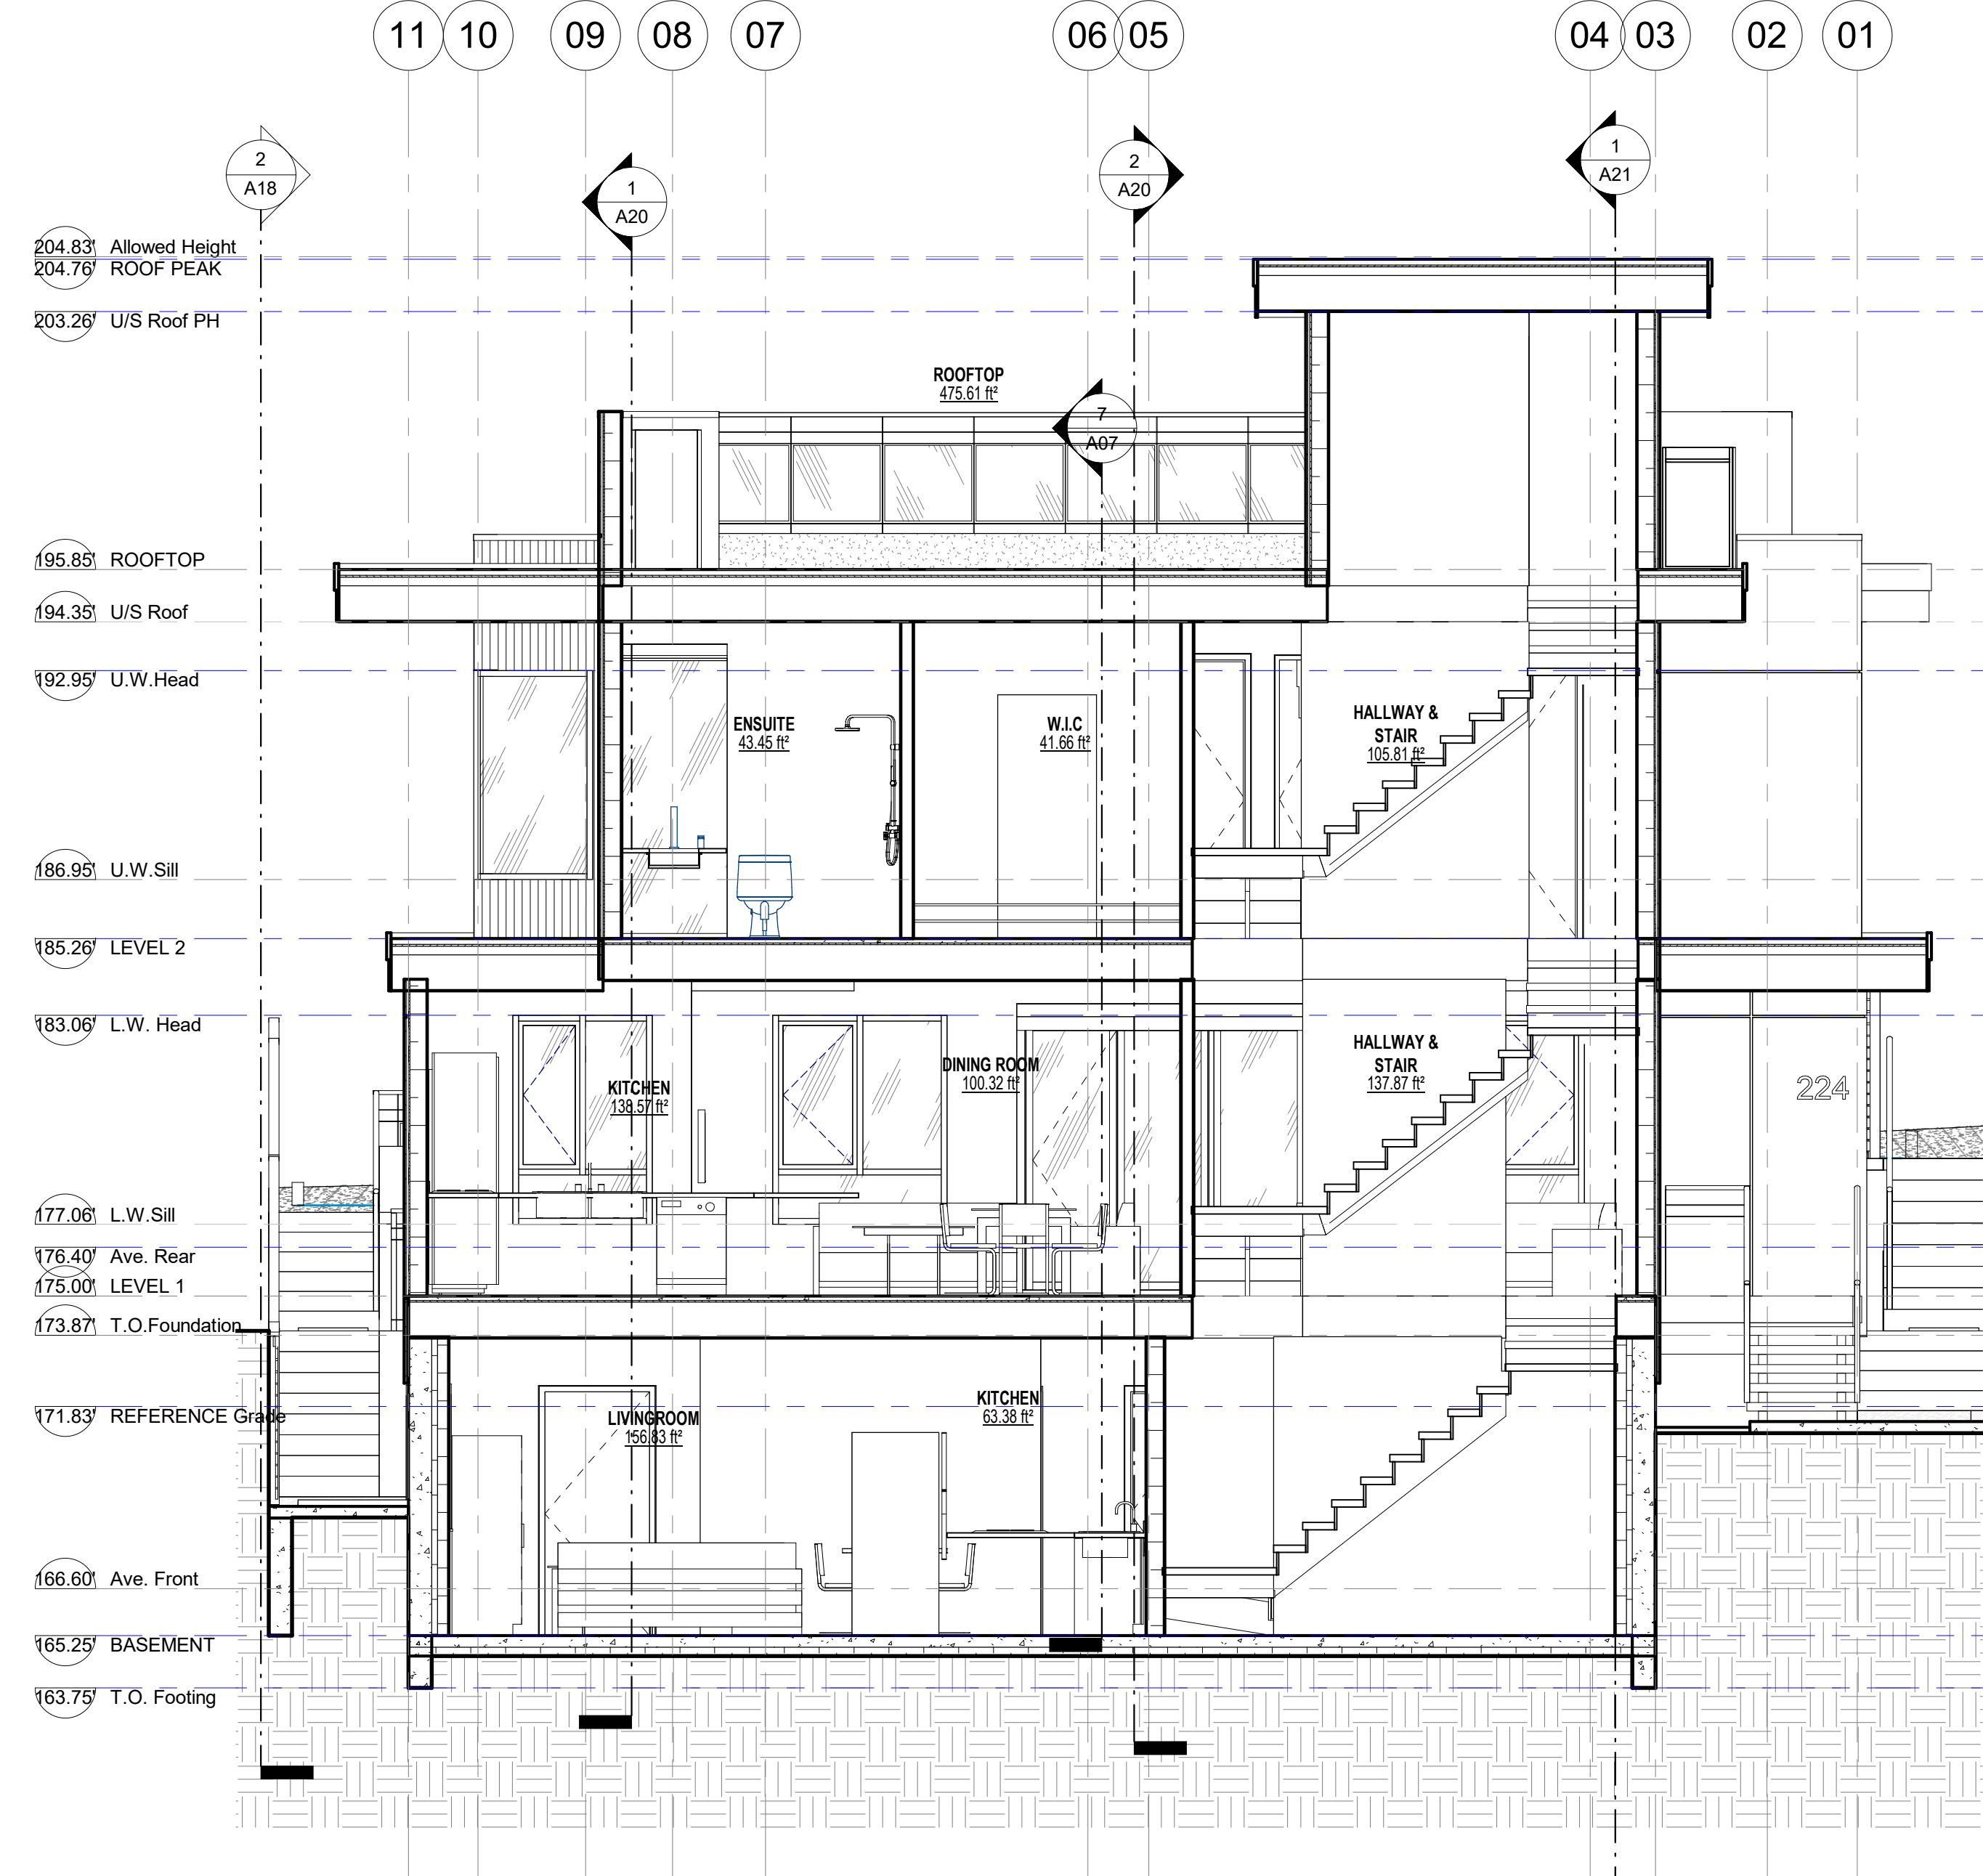 11 10 09 08 07 06 05 04 03 02 01
2
A18
1
A20
2
A20
1
A21
204.83' Allowed Height
204.76' ROOF PEAK
203.26' U/S Roof PH
ROOFTOP
475.61 ft²
7
A07
195.85' ROOFTOP
194.35' U/S Roof
192.95' U.W.Head
ENSUITE
43.45 ft²
W.I.C
41.66 ft²
HALLWAY &
STAIR
105.81 ft²
186.95' U.W.Sill
185.26' LEVEL 2
183.06' L.W. Head
KITCHEN
138.57 ft²
DINING ROOM
100.32 ft²
HALLWAY &
STAIR
137.87 ft²
224
177.06' L.W.Sill
176.40' Ave. Rear
175.00' LEVEL 1
173.87' T.O.Foundation
171.83' REFERENCE Grade
LIVINGROOM
156.83 ft²
KITCHEN
63.38 ft²
166.60' Ave. Front
165.25' BASEMENT
163.75' T.O. Footing